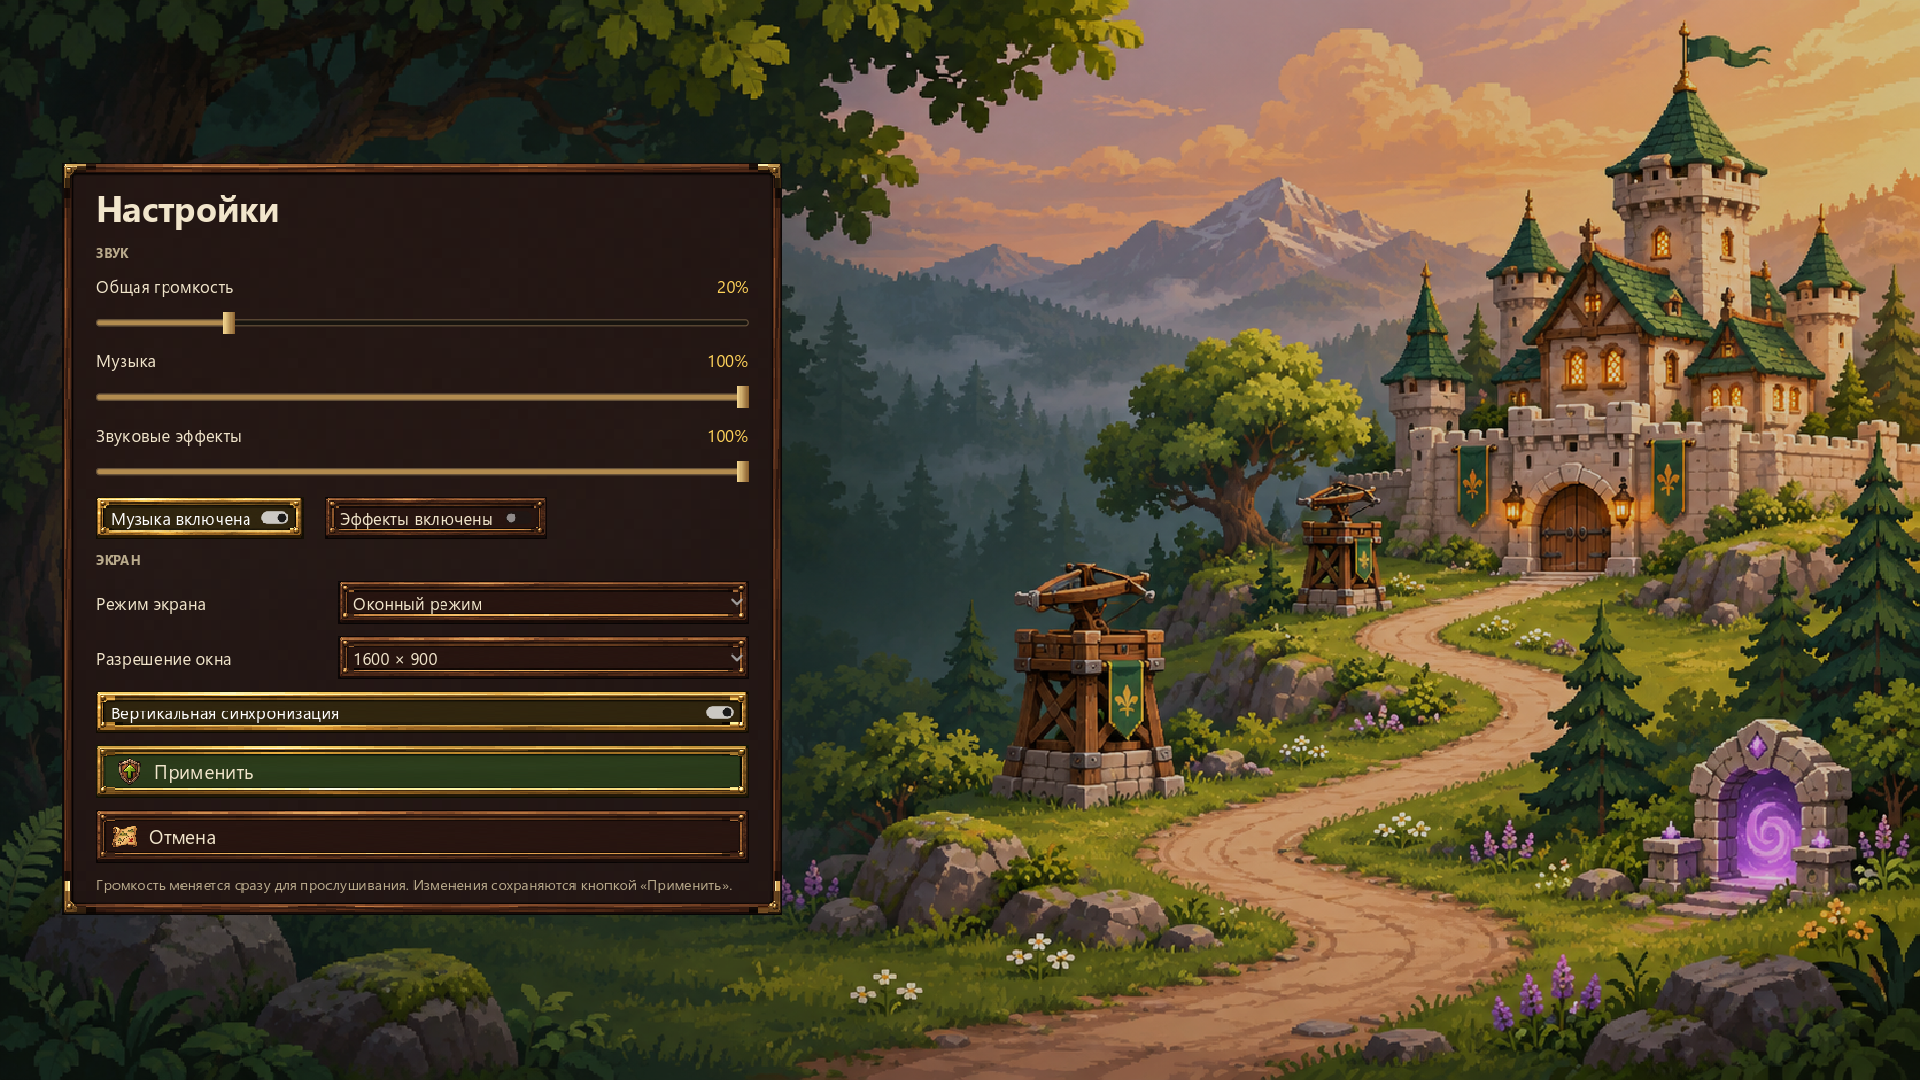 Настройки
ЗВУК
Общая громкость 20%
Музыка 100%
Звуковые эффекты 100%
Музыка включена Эффекты включены
ЭКРАН
Режим экрана Оконный режим
Разрешение окна 1600 × 900
Вертикальная синхронизация
Применить
Отмена
Громкость меняется сразу для прослушивания. Изменения сохраняются кнопкой «Применить».